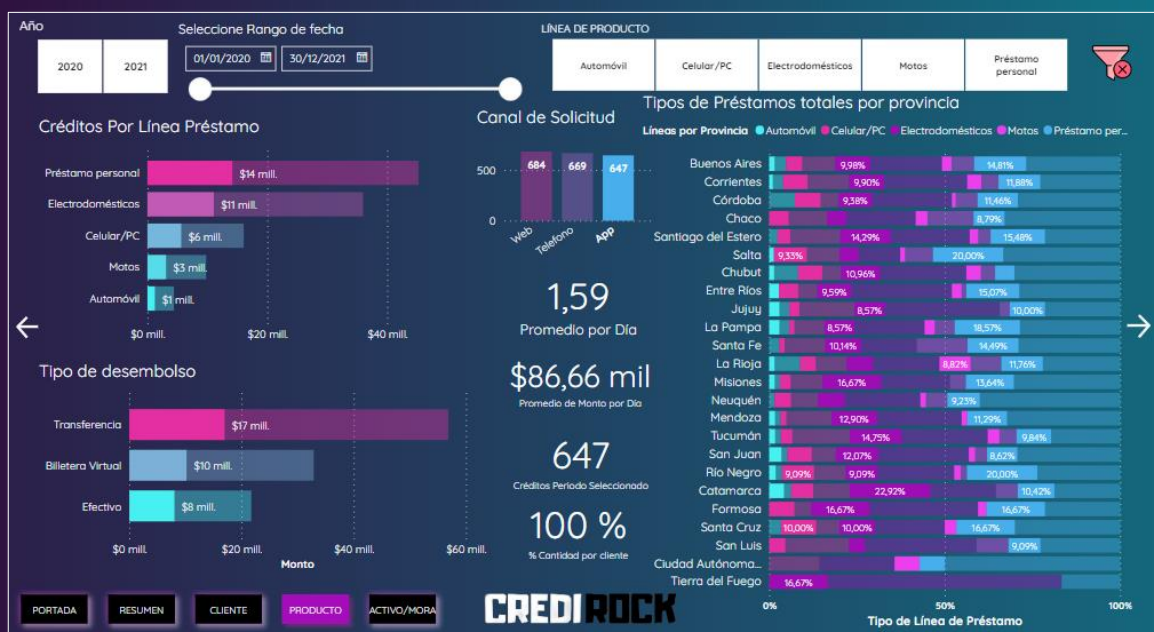 Año
2020
2021
Seleccione Rango de fecha
01/01/2020
30/12/2021
LÍNEA DE PRODUCTO
Automóvil
Celular/PC
Electrodomésticos
Motos
Préstamo
personal
Créditos Por Línea Préstamo
Préstamo personal
$14 mill.
Electrodomésticos
$11 mill.
Celular/PC
$6 mill.
Motos
$3 mill.
Automóvil
$1 mill.
$0 mill.
$20 mill.
$40 mill.
Tipo de desembolso
Transferencia
$17 mill.
Billetera Virtual
$10 mill.
Efectivo
$8 mill.
$0 mill.
$20 mill.
$40 mill.
$60 mill.
Monto
Canal de Solicitud
500
0
684
669
647
Web
Telefono
App
1,59
Promedio por Día
$86,66 mil
Promedio de Monto por Día
647
Créditos Periodo Seleccionado
100 %
% Cantidad por cliente
Tipos de Préstamos totales por provincia
Líneas por Provincia Automóvil Celular/PC Electrodomésticos Motos Préstamo per...
Buenos Aires 9,98% 14,81%
Corrientes 9,90% 11,88%
Córdoba 9,38% 11,46%
Chaco 8,79%
Santiago del Estero 14,29% 15,48%
Salta 9,33% 20,00%
Chubut 10,96%
Entre Ríos 9,59% 15,07%
Jujuy 8,57% 10,00%
La Pampa 8,57% 18,57%
Santa Fe 10,14% 14,49%
La Rioja 8,82% 11,76%
Misiones 16,67% 13,64%
Neuquén 9,23%
Mendoza 12,90% 11,29%
Tucumán 14,75% 9,84%
San Juan 12,07% 8,62%
Río Negro 9,09% 9,09% 20,00%
Catamarca 22,92% 10,42%
Formosa 16,67% 16,67%
Santa Cruz 10,00% 10,00% 16,67%
San Luis 9,09%
Ciudad Autónoma...
Tierra del Fuego 16,67%
0%
50%
100%
Tipo de Línea de Préstamo
PORTADA
RESUMEN
CLIENTE
PRODUCTO
ACTIVO/MORA
CREDIROCK